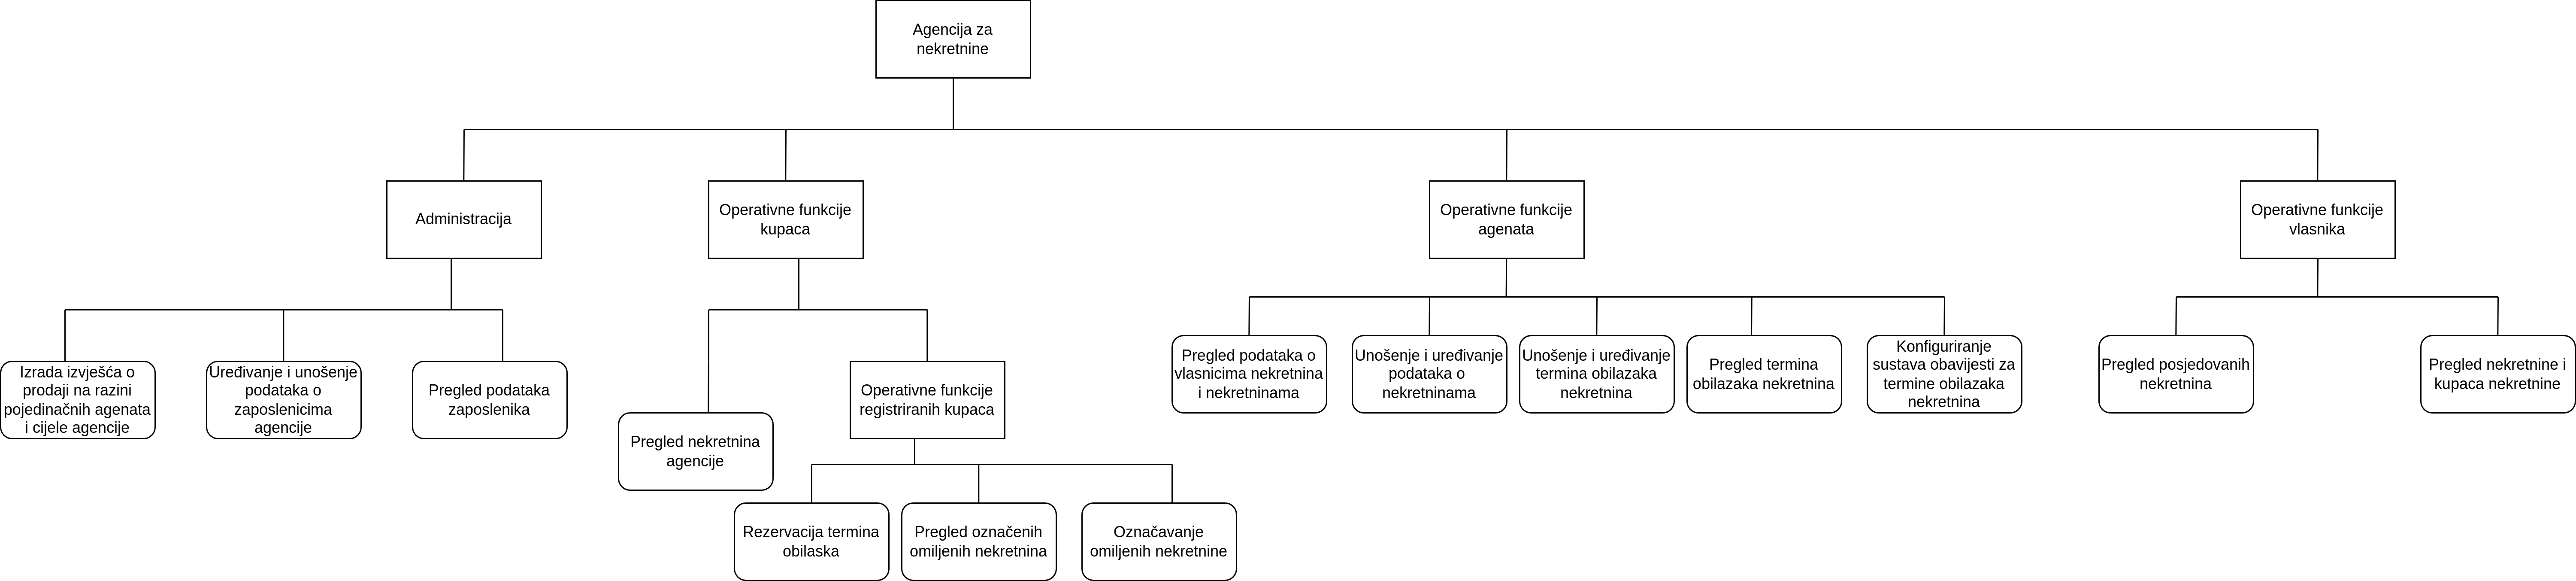 Agencija za
nekretnine
Administracija
Operativne funkcije
kupaca
Operativne funkcije
agenata
Operativne funkcije
vlasnika
Izrada izvješća o
prodaji na razini
pojedinačnih agenata
i cijele agencije
Uređivanje i unošenje
podataka o
zaposlenicima
agencije
Pregled podataka
zaposlenika
Pregled nekretnina
agencije
Operativne funkcije
registriranih kupaca
Rezervacija termina
obilaska
Pregled označenih
omiljenih nekretnina
Označavanje
omiljenih nekretnine
Pregled podataka o
vlasnicima nekretnina
i nekretninama
Unošenje i uređivanje
podataka o
nekretninama
Unošenje i uređivanje
termina obilazaka
nekretnina
Pregled termina
obilazaka nekretnina
Konfiguriranje
sustava obavijesti za
termine obilazaka
nekretnina
Pregled posjedovanih
nekretnina
Pregled nekretnine i
kupaca nekretnine